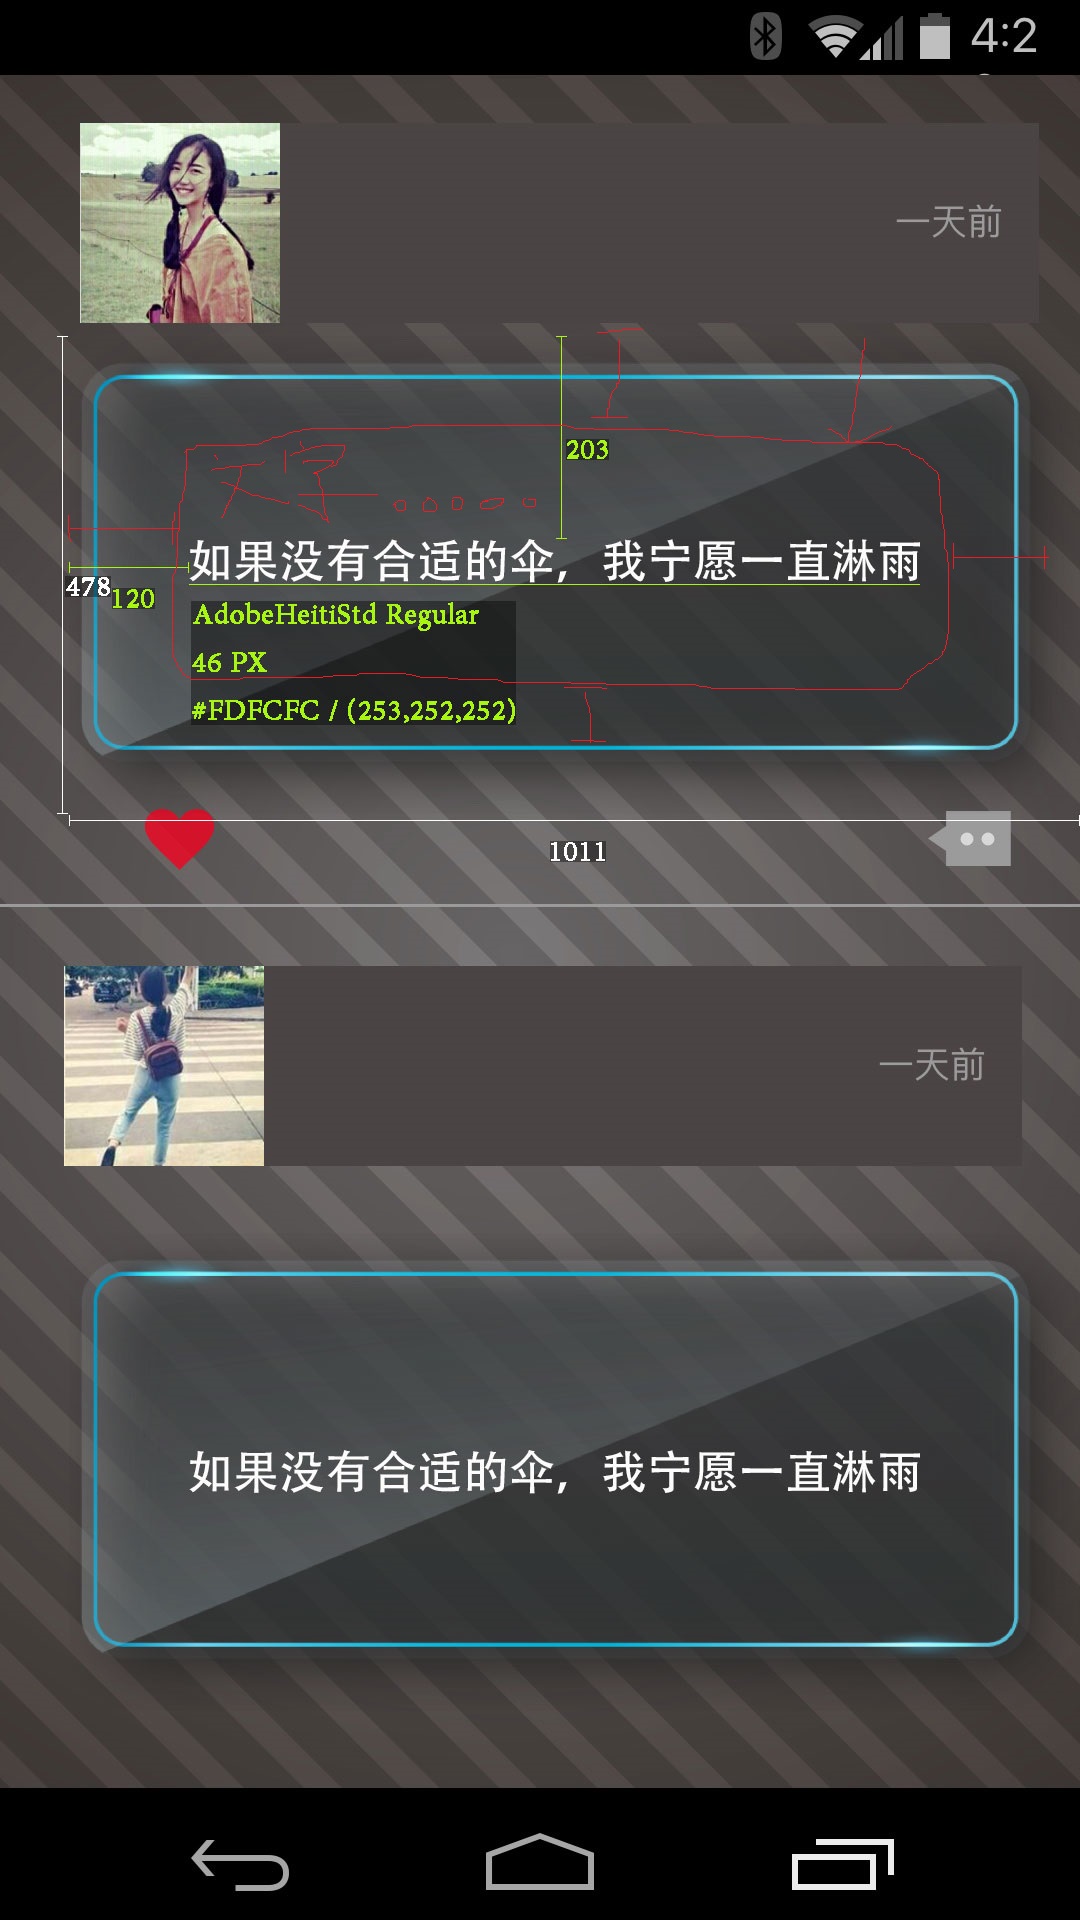 4:2
一天前
203
文字
如果没有合适的伞，我宁愿一直淋雨
478
120
AdobeHeitiStd Regular
46 PX
#FDFCFC / (253,252,252)
1011
一天前
如果没有合适的伞，我宁愿一直淋雨